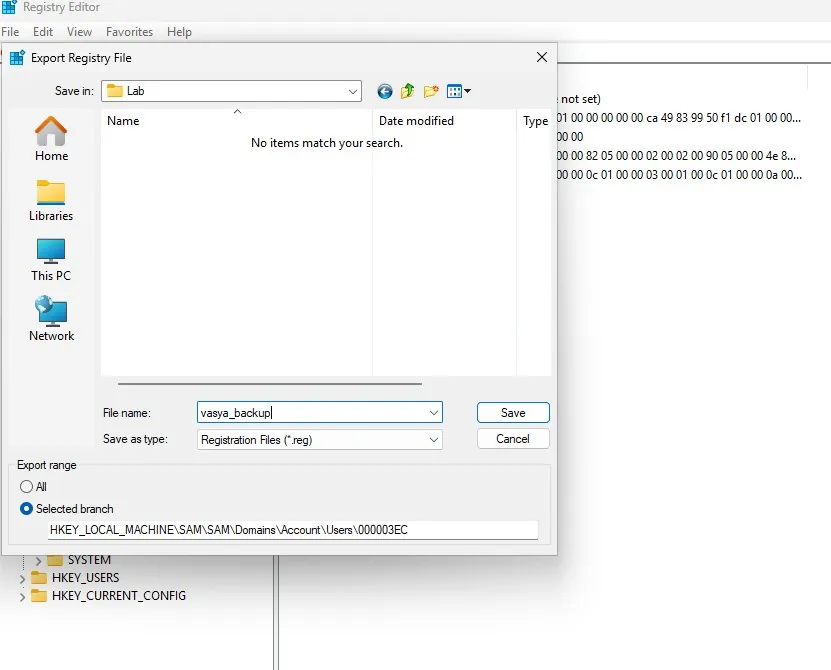 Registry Editor
File Edit View Favorites Help
Export Registry File
Save in: Lab
Name Date modified Type
No items match your search.
Home
Libraries
This PC
Network
not set)
01 00 00 00 00 00 ca 49 83 99 50 f1 dc 01 00 00...
00 00
00 00 82 05 00 00 02 00 02 00 90 05 00 00 4e 8...
00 00 0c 01 00 00 03 00 01 00 0c 01 00 00 0a 00...
File name: vasya_backup Save
Save as type: Registration Files (*.reg) Cancel
Export range
All
Selected branch
HKEY_LOCAL_MACHINE\SAM\SAM\Domains\Account\Users\000003EC
SYSTEM
HKEY_USERS
HKEY_CURRENT_CONFIG